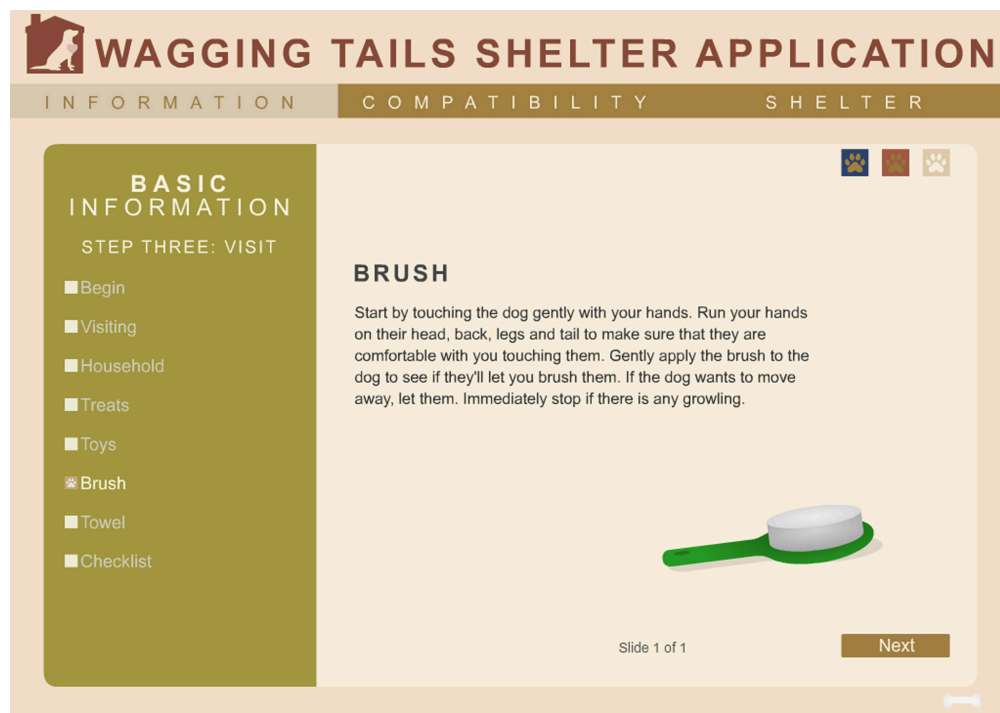 WAGGING TAILS SHELTER APPLICATION
INFORMATION
COMPATIBILITY
SHELTER
BASIC
INFORMATION
STEP THREE: VISIT
Begin
Visiting
Household
Treats
Toys
Brush
Towel
Checklist
BRUSH
Start by touching the dog gently with your hands. Run your hands
on their head, back, legs and tail to make sure that they are
comfortable with you touching them. Gently apply the brush to the
dog to see if they'll let you brush them. If the dog wants to move
away, let them. Immediately stop if there is any growling.
Slide 1 of 1
Next